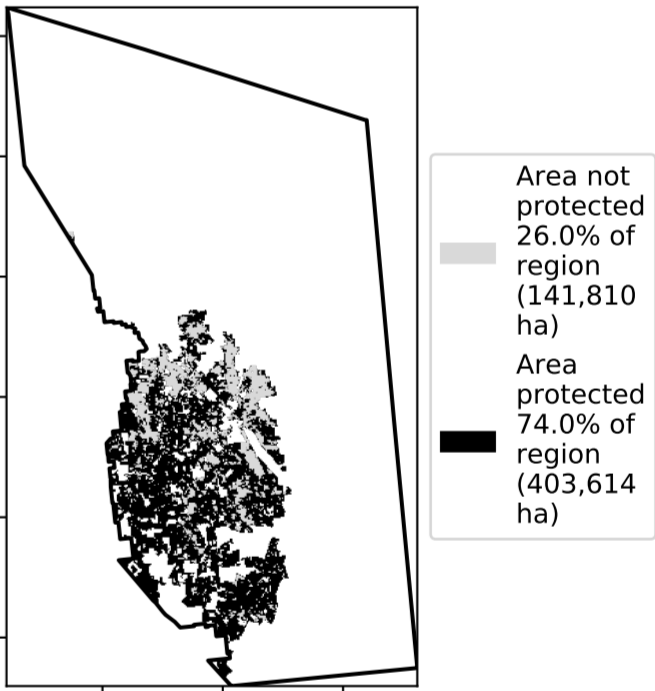 Area not
protected
26.0% of
region
(141,810
ha)
Area
protected
74.0% of
region
(403,614
ha)